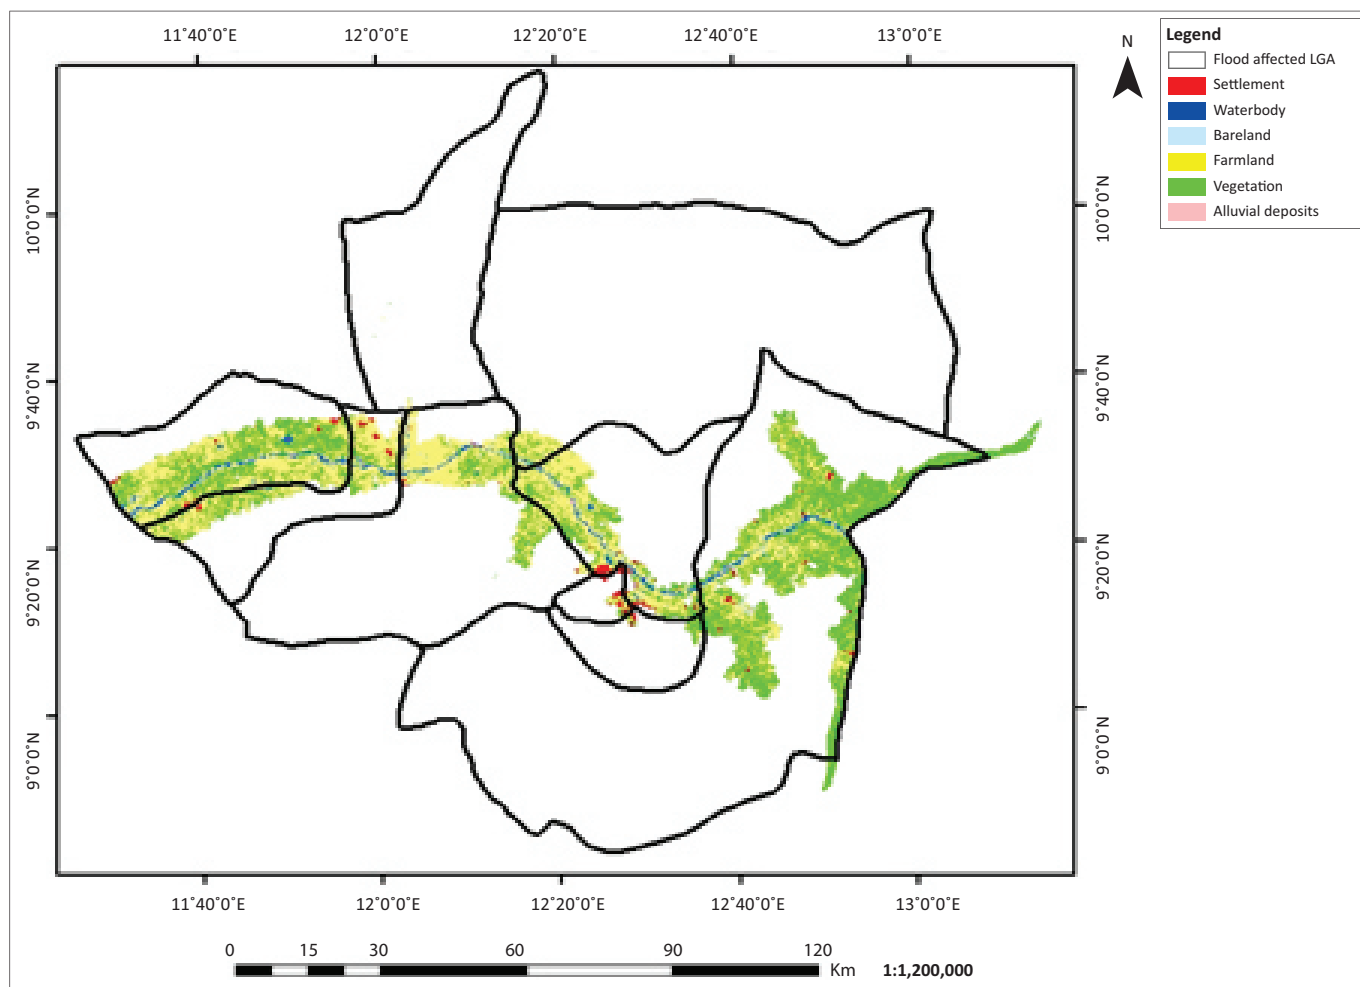 11°40'0"E 12°0'0"E 12°20'0"E 12°40'0"E 13°0'0"E
N
Legend
Flood affected LGA
Settlement
Waterbody
Bareland
Farmland
Vegetation
Alluvial deposits
10°0'0"N
9°40'0"N
9°20'0"N
9°0'0"N
10°0'0"N
9°40'0"N
9°20'0"N
9°0'0"N
11°40'0"E 12°0'0"E 12°20'0"E 12°40'0"E 13°0'0"E
0 15 30 60 90 120
Km 1:1,200,000